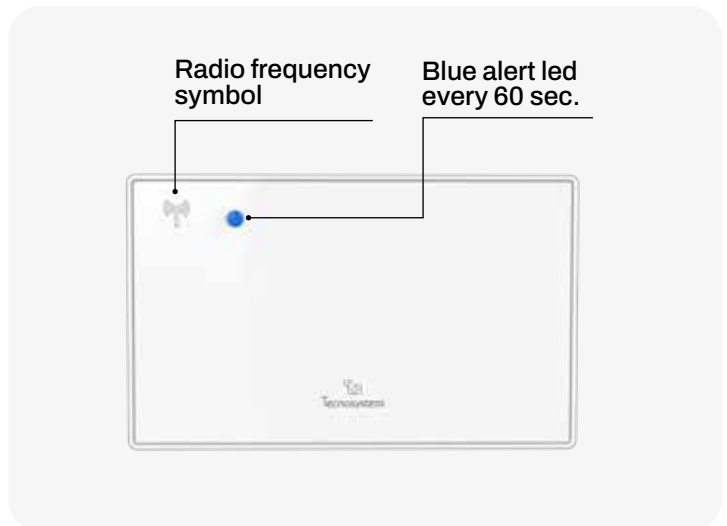 Radio frequency
symbol
Blue alert led
every 60 sec.
Tecnosystemi